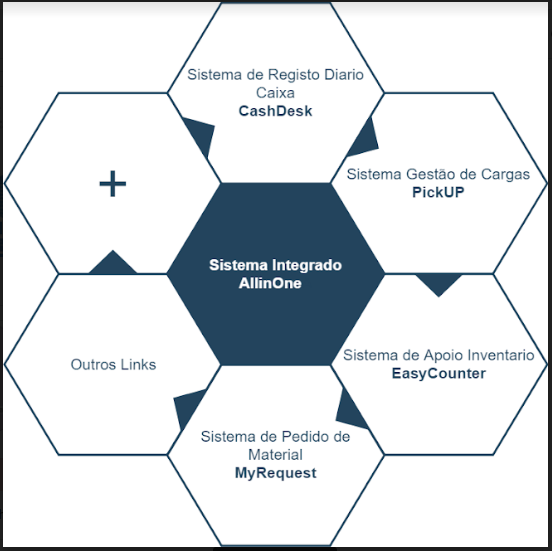 Sistema de Registo Diario
Caixa
CashDesk
+
Sistema Gestão de Cargas
PickUP
Sistema Integrado
AllinOne
Outros Links
Sistema de Apoio Inventario
EasyCounter
Sistema de Pedido de
Material
MyRequest